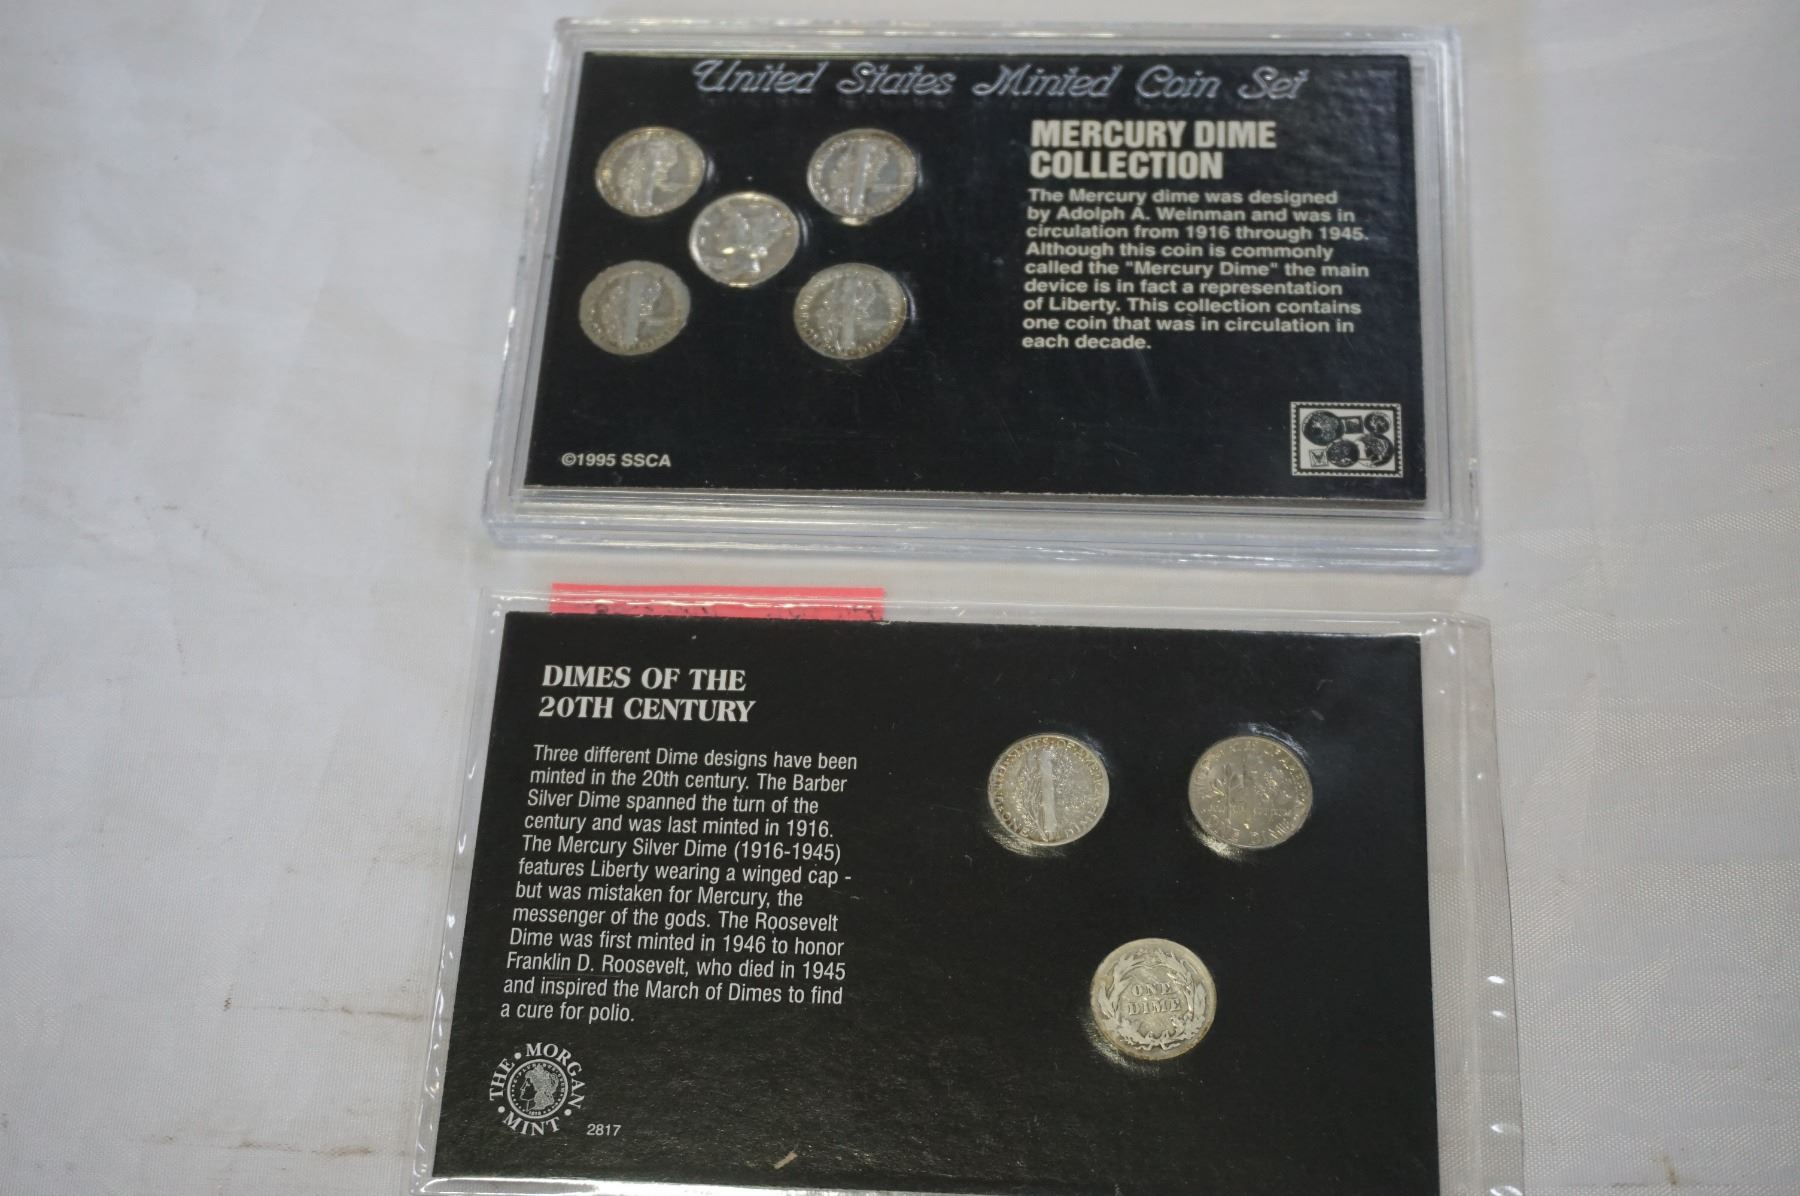 United States Minted Coin Set
MERCURY DIME
COLLECTION
The Mercury dime was designed
by Adolph A. Weinman and was in
circulation from 1916 through 1945.
Although this coin is commonly
called the "Mercury Dime" the main
device is in fact a representation
of Liberty. This collection contains
one coin that was in circulation in
each decade.
©1995 SSCA
DIMES OF THE
20TH CENTURY
Three different Dime designs have been
minted in the 20th century. The Barber
Silver Dime spanned the turn of the
century and was last minted in 1916.
The Mercury Silver Dime (1916-1945)
features Liberty wearing a winged cap -
but was mistaken for Mercury, the
messenger of the gods. The Roosevelt
Dime was first minted in 1946 to honor
Franklin D. Roosevelt, who died in 1945
and inspired the March of Dimes to find
a cure for polio.
THE • MORGAN • MINT •
2817
UNITED STATES OF AMERICA
ONE DIME
ONE
DIME